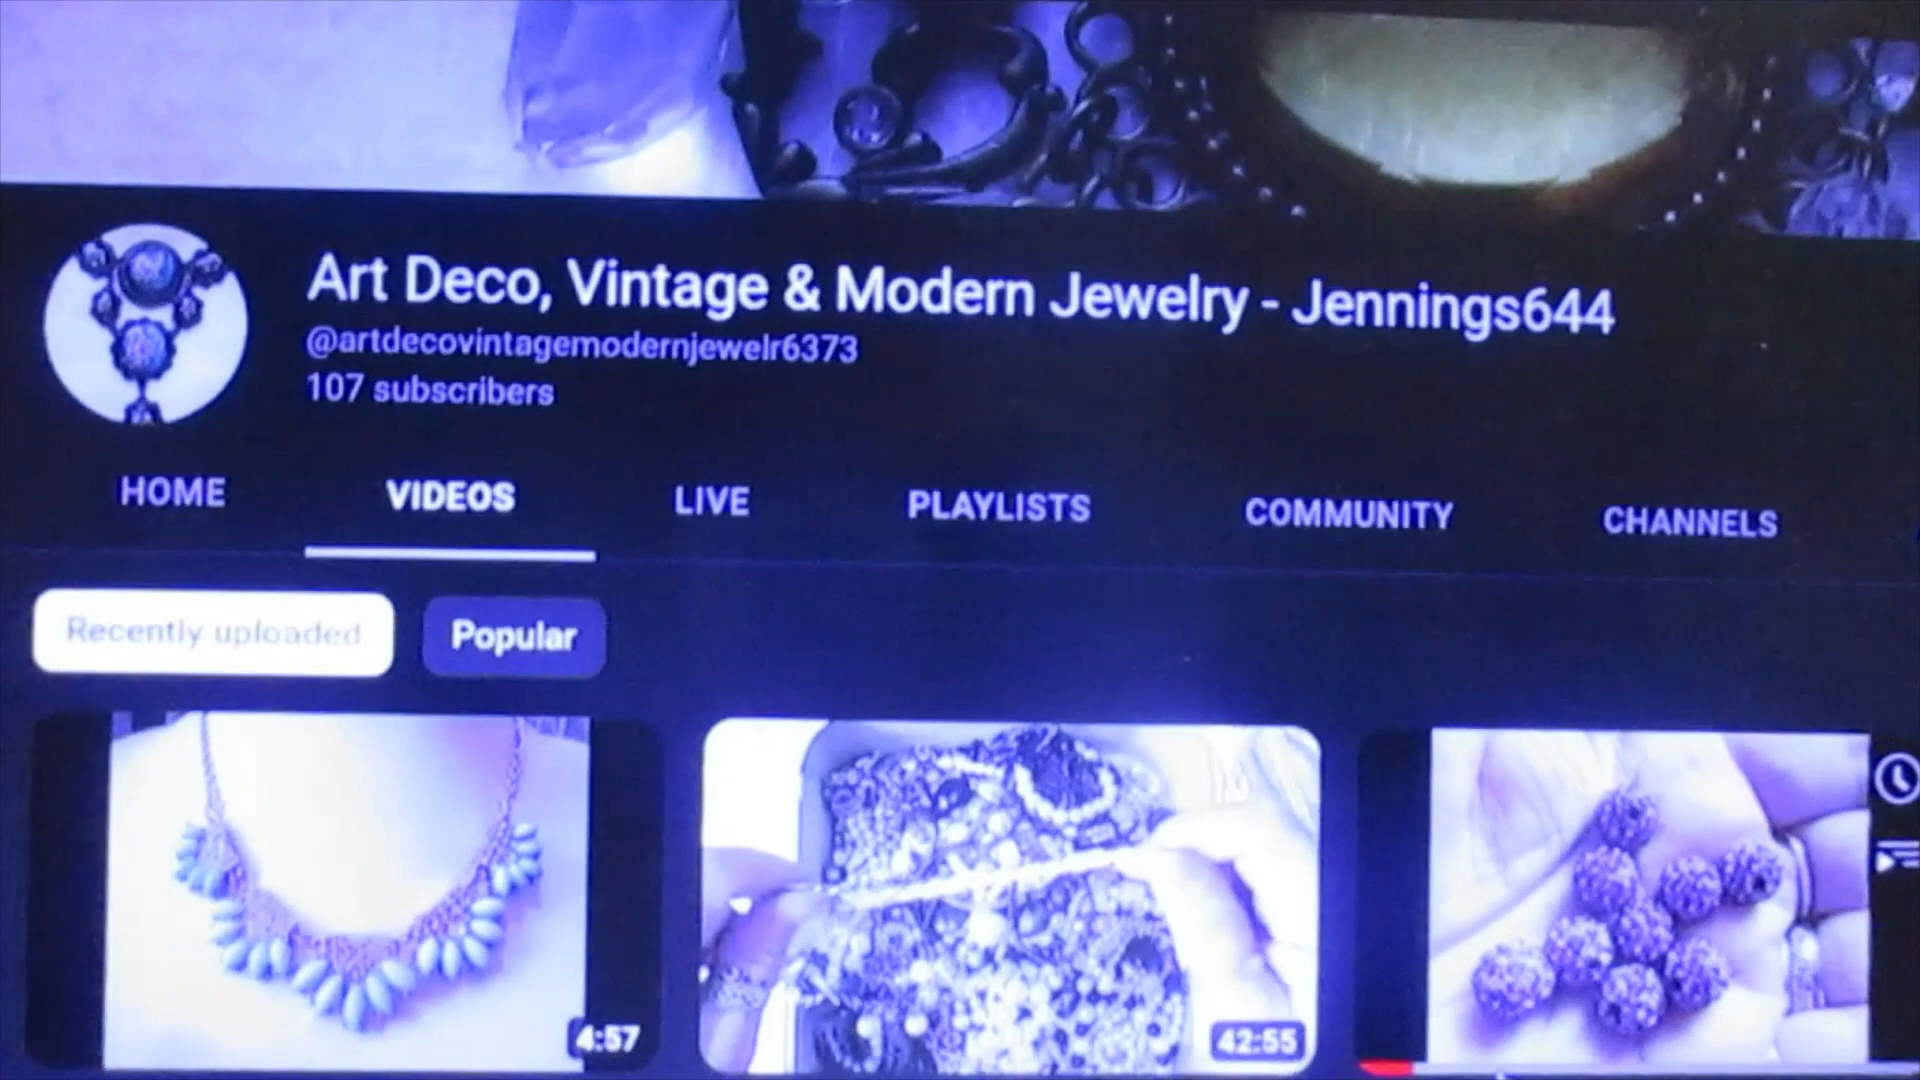 Art Deco, Vintage & Modern Jewelry - Jennings644
@artdecovintagemodernjewelr6373
107 subscribers
HOME VIDEOS LIVE PLAYLISTS COMMUNITY CHANNELS
Recently uploaded Popular
4:57 42:55